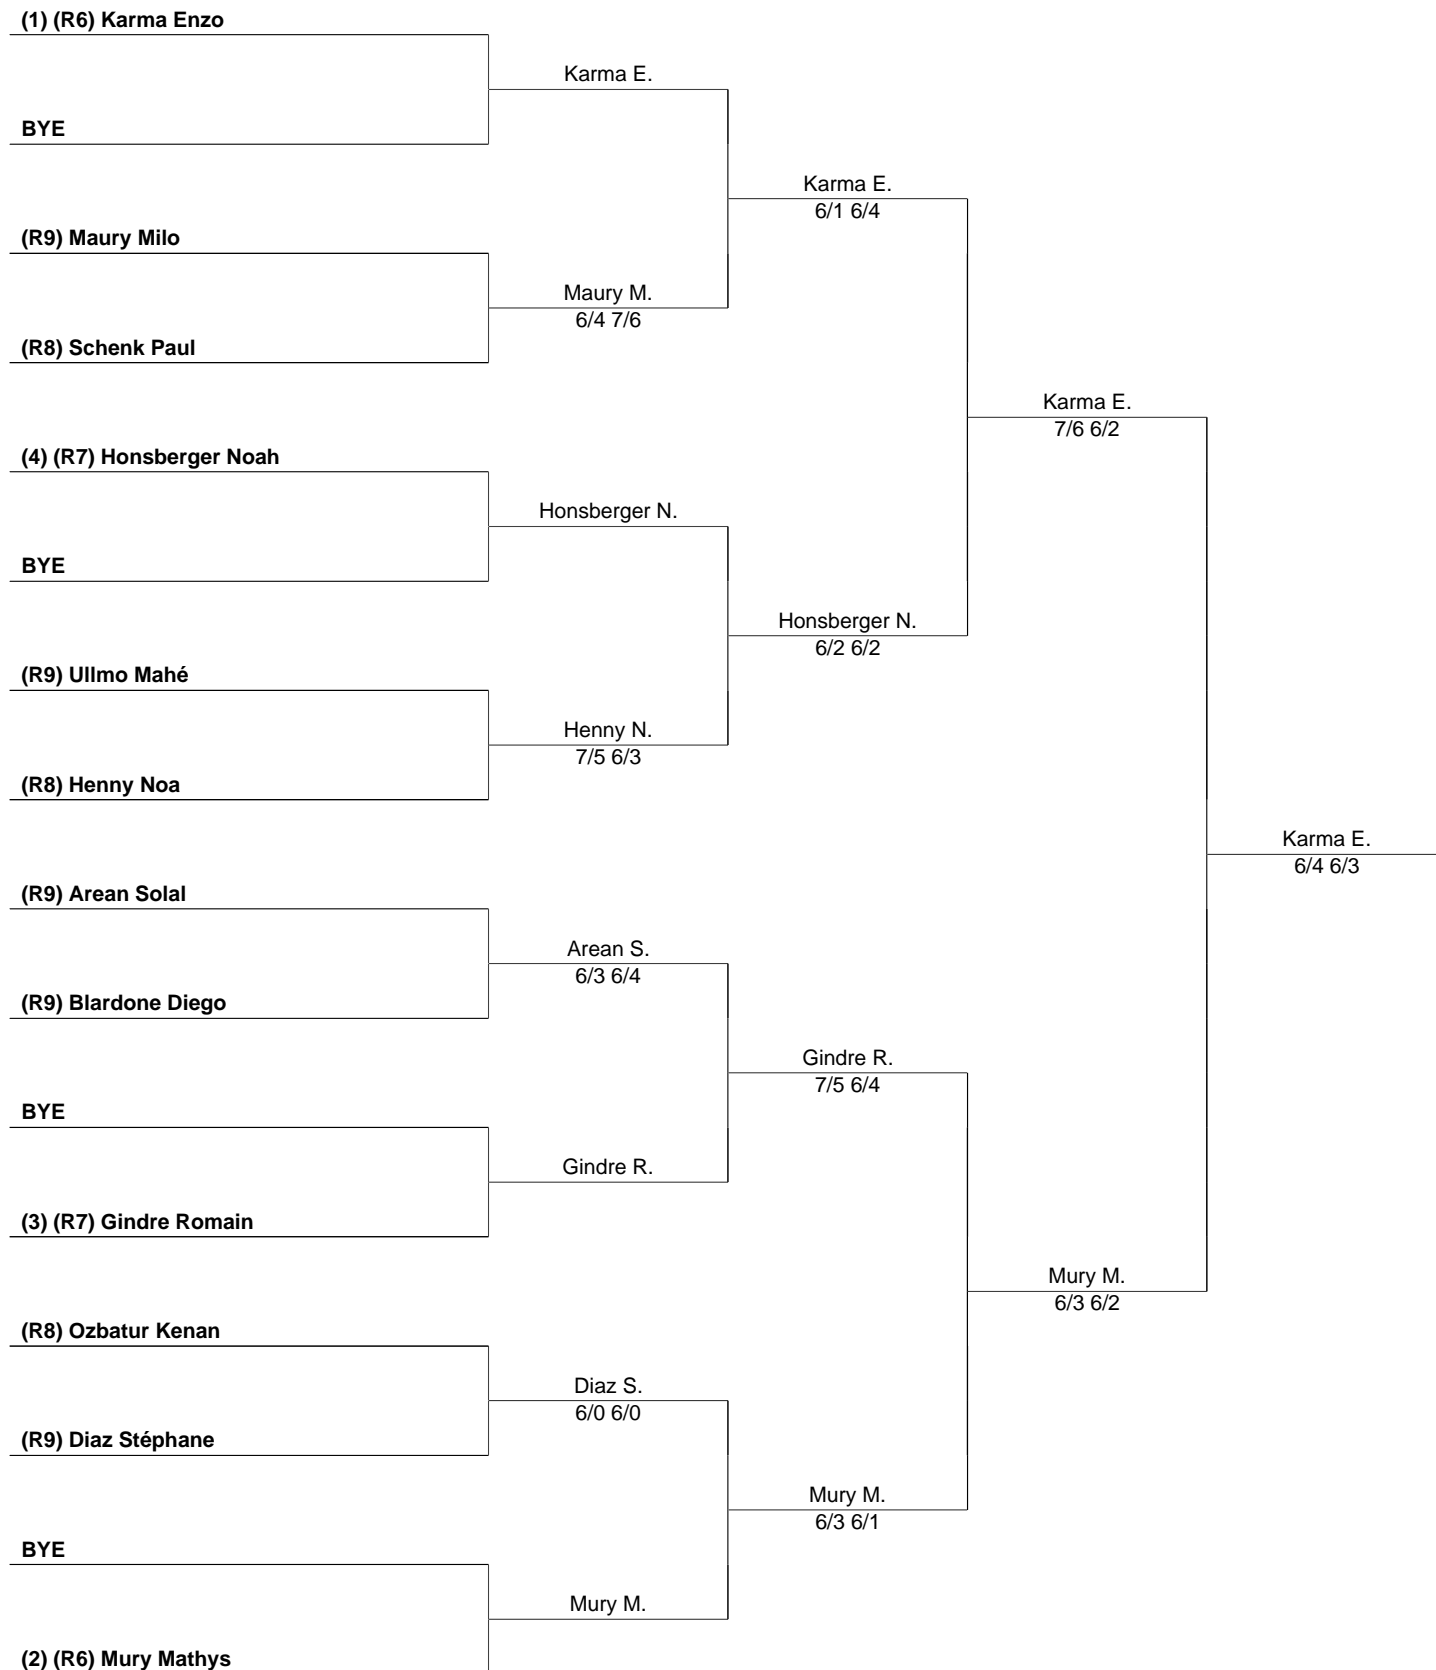 (1) (R6) Karma Enzo
Karma E.
BYE
Karma E.
6/1 6/4
(R9) Maury Milo
Maury M.
6/4 7/6
(R8) Schenk Paul
Karma E.
7/6 6/2
(4) (R7) Honsberger Noah
Honsberger N.
BYE
Honsberger N.
6/2 6/2
(R9) Ullmo Mahé
Henny N.
7/5 6/3
(R8) Henny Noa
Karma E.
6/4 6/3
(R9) Arean Solal
Arean S.
6/3 6/4
(R9) Blardone Diego
Gindre R.
7/5 6/4
BYE
Gindre R.
(3) (R7) Gindre Romain
Mury M.
6/3 6/2
(R8) Ozbatur Kenan
Diaz S.
6/0 6/0
(R9) Diaz Stéphane
Mury M.
6/3 6/1
BYE
Mury M.
(2) (R6) Mury Mathys